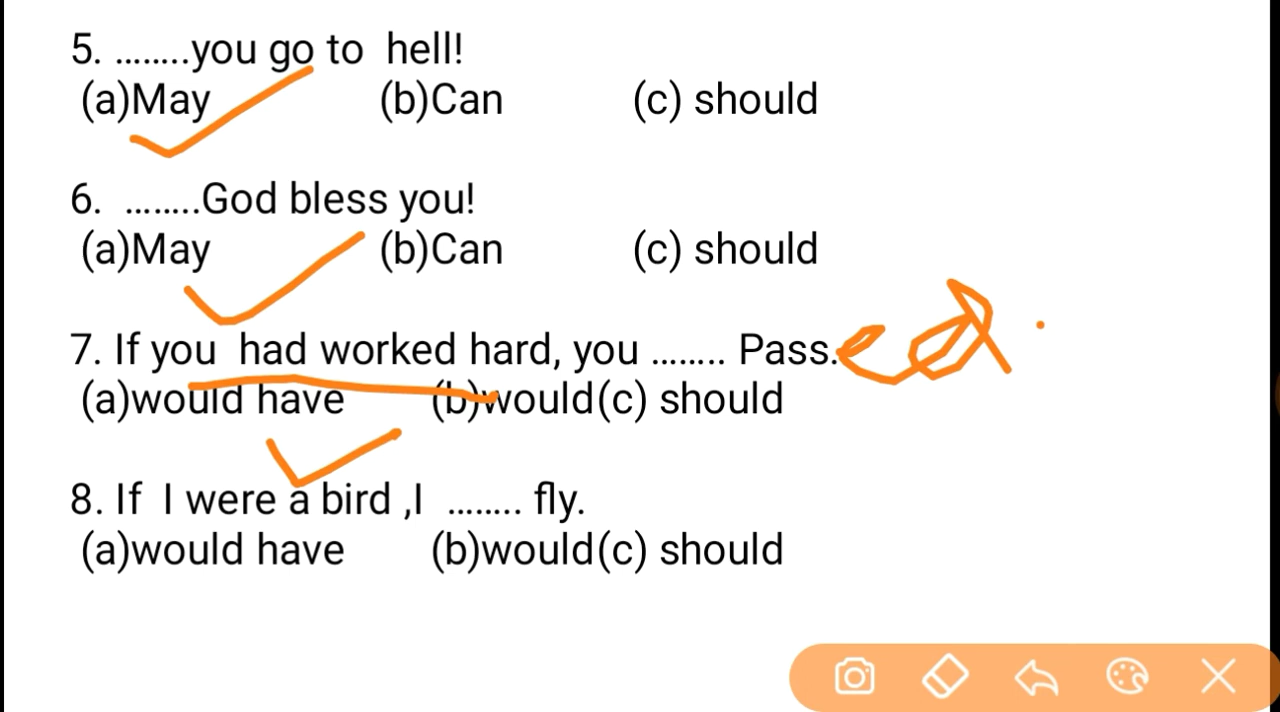 5. ........you go to hell!
(a)May (b)Can (c) should
6. ........God bless you!
(a)May (b)Can (c) should
7. If you had worked hard, you ........ Pass.ed.
(a)would have (b)would(c) should
8. If I were a bird ,I ........ fly.
(a)would have (b)would(c) should